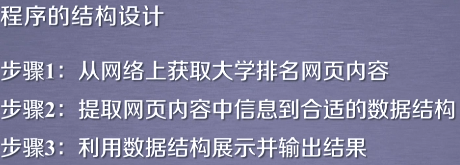 程序的结构设计
步骤1：从网络上获取大学排名网页内容
步骤2：提取网页内容中信息到合适的数据结构
步骤3：利用数据结构展示并输出结果